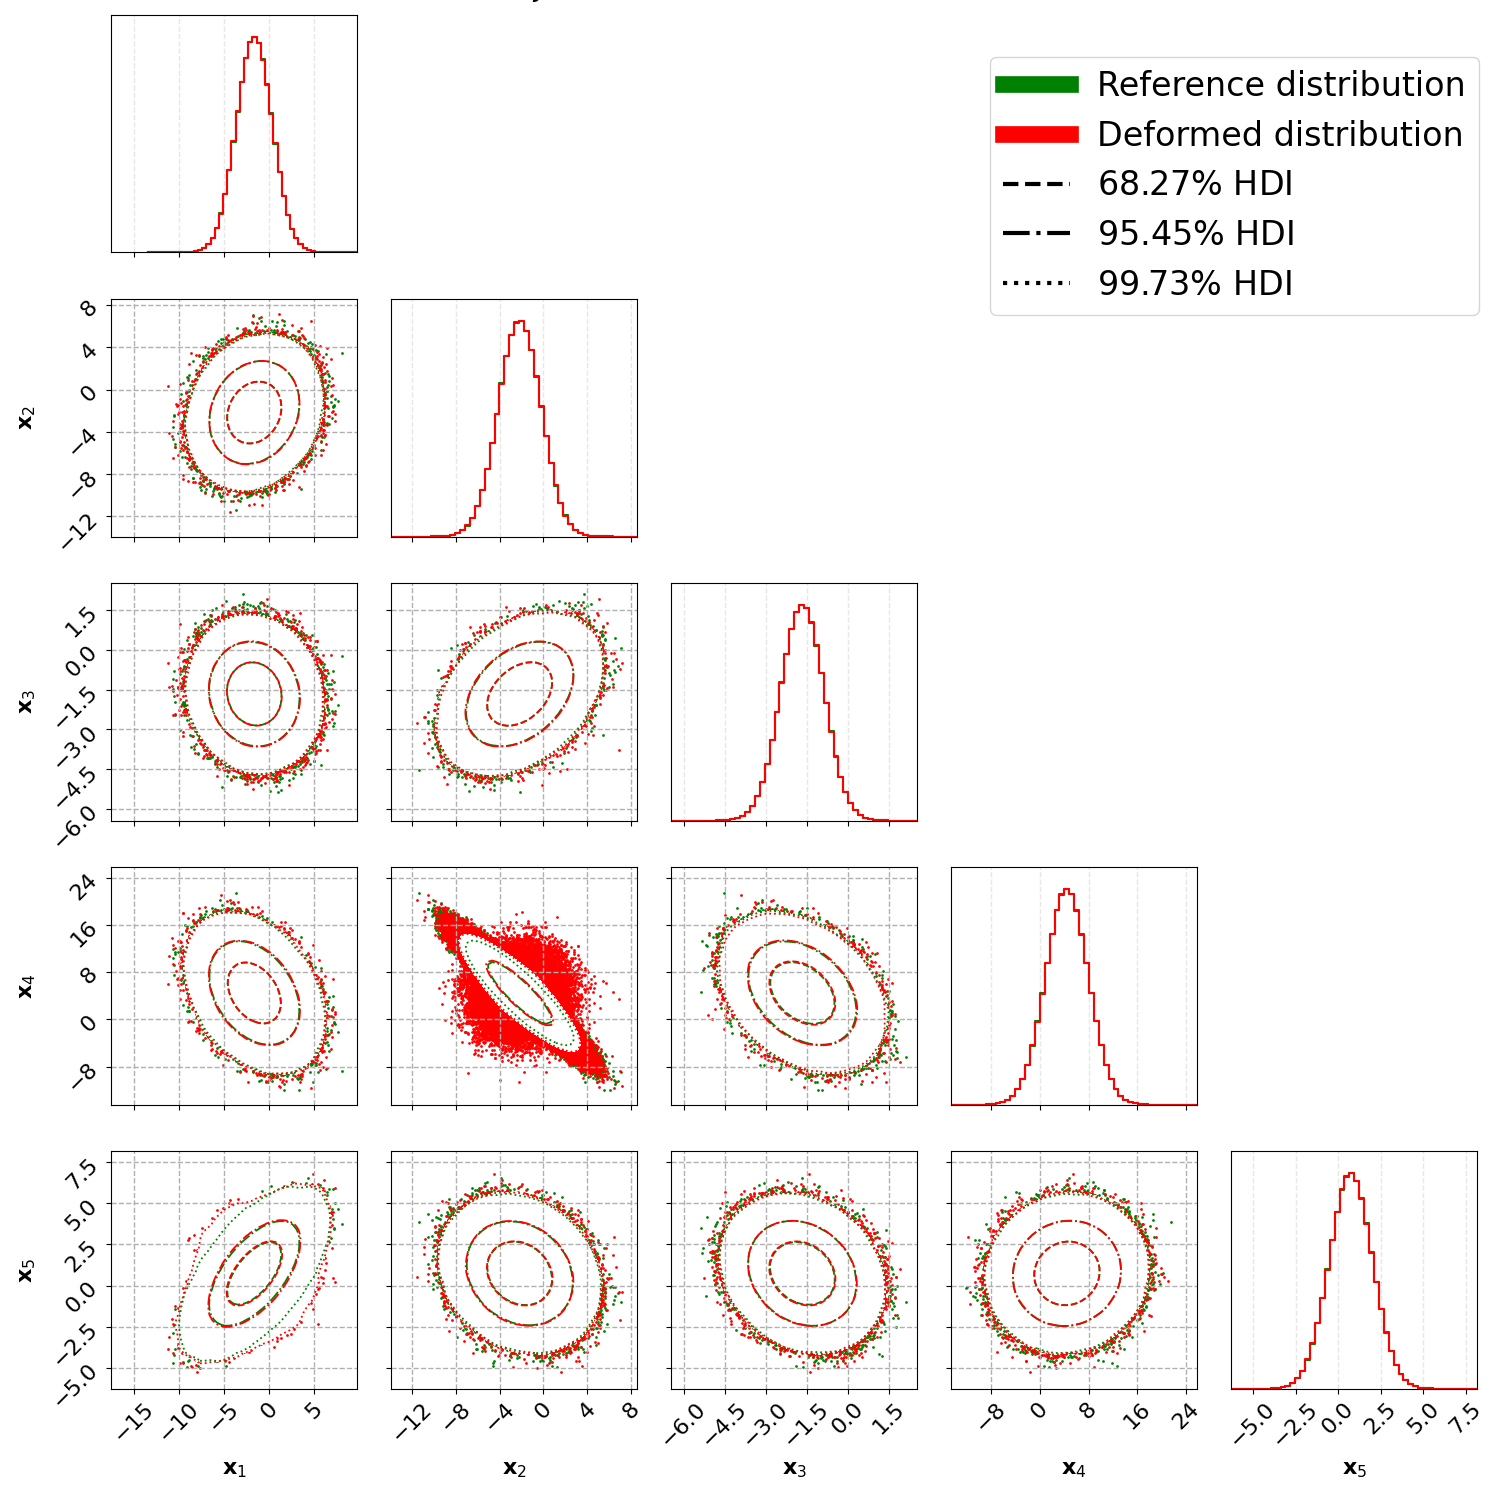 Reference distribution
Deformed distribution
68.27% HDI
95.45% HDI
99.73% HDI
8
4
0
−4
−8
−12
x₂
1.5
0.0
−1.5
−3.0
−4.5
−6.0
x₃
24
16
8
0
−8
x₄
7.5
5.0
2.5
0.0
−2.5
−5.0
x₅
−15 −10 −5 0 5
−12 −8 −4 0 4 8
−6.0 −4.5 −3.0 −1.5 0.0 1.5
−8 0 8 16 24
−5.0 −2.5 0.0 2.5 5.0 7.5
x₁ x₂ x₃ x₄ x₅